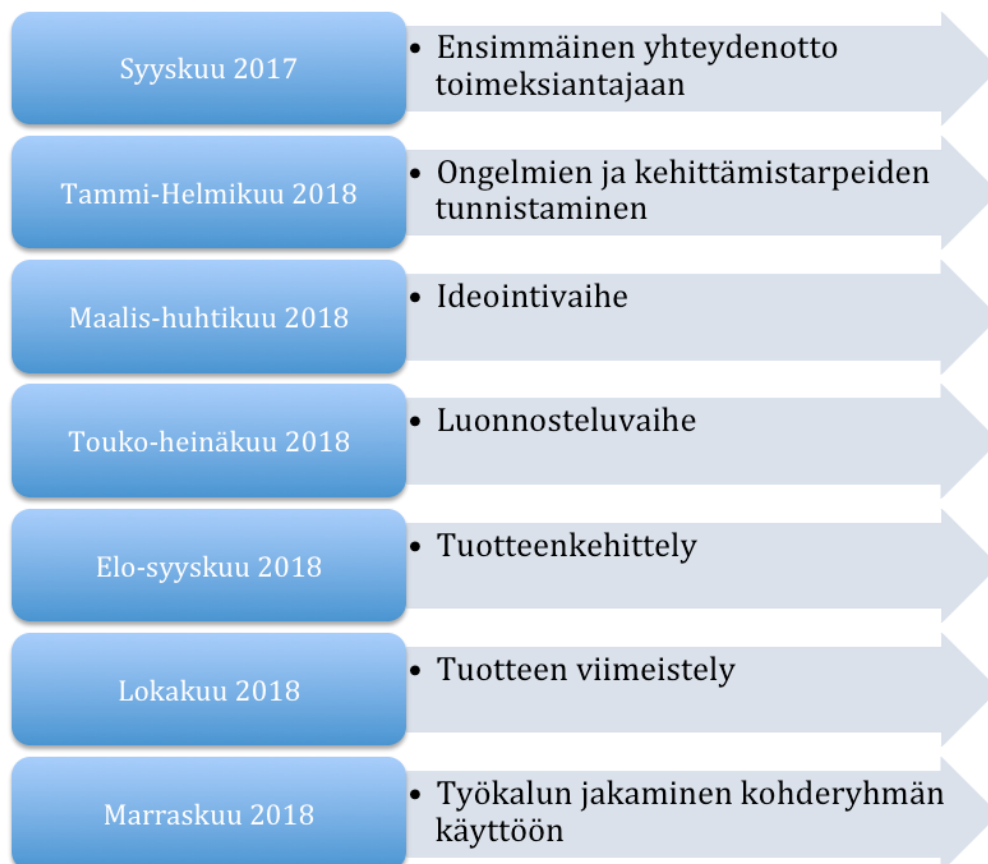 Syyskuu 2017
• Ensimmäinen yhteydenotto
toimeksiantajaan
Tammi-Helmikuu 2018
• Ongelmien ja kehittämistarpeiden
tunnistaminen
Maalis-huhtikuu 2018
• Ideointivaihe
Touko-heinäkuu 2018
• Luonnosteluvaihe
Elo-syyskuu 2018
• Tuotteenkehittely
Lokakuu 2018
• Tuotteen viimeistely
Marraskuu 2018
• Työkalun jakaminen kohderyhmän
käyttöön